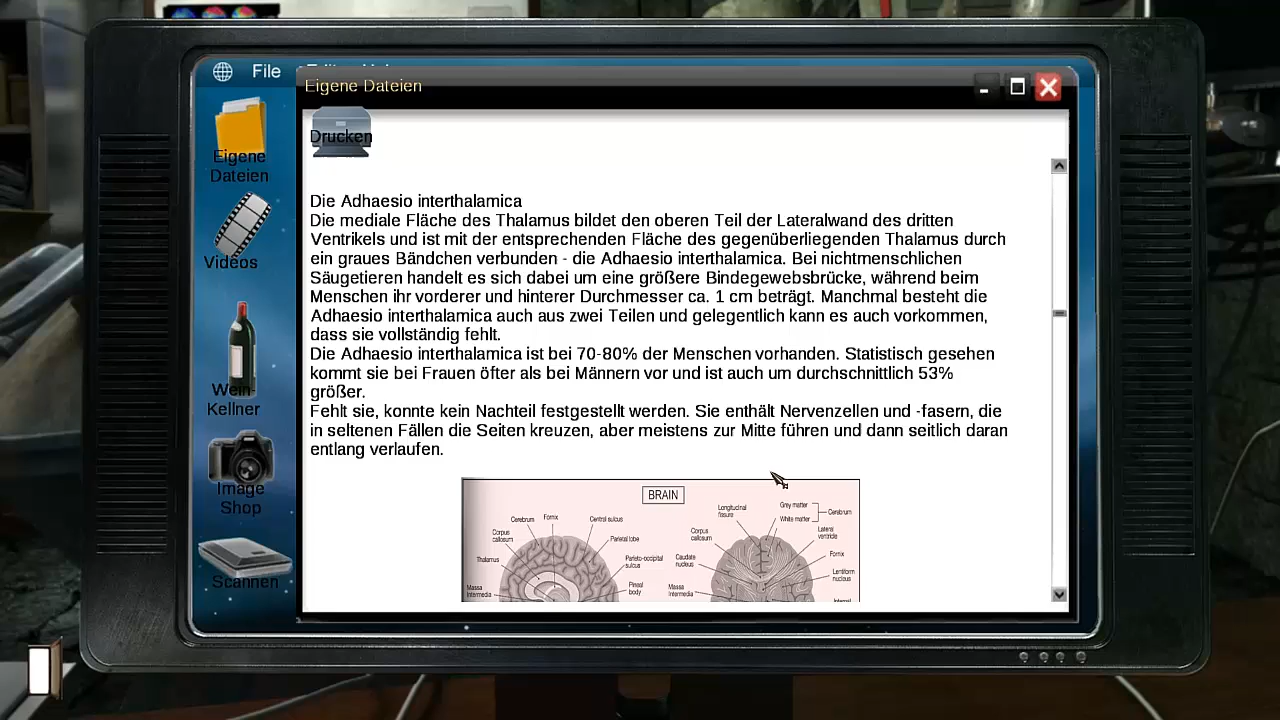 File
Eigene Dateien
Drucken
Eigene
Dateien
Videos
Wein-
Kellner
Image
Shop
Scannen
Die Adhaesio interthalamica
Die mediale Fläche des Thalamus bildet den oberen Teil der Lateralwand des dritten
Ventrikels und ist mit der entsprechenden Fläche des gegenüberliegenden Thalamus durch
ein graues Bändchen verbunden - die Adhaesio interthalamica. Bei nichtmenschlichen
Säugetieren handelt es sich dabei um eine größere Bindegewebsbrücke, während beim
Menschen ihr vorderer und hinterer Durchmesser ca. 1 cm beträgt. Manchmal besteht die
Adhaesio interthalamica auch aus zwei Teilen und gelegentlich kann es auch vorkommen,
dass sie vollständig fehlt.
Die Adhaesio interthalamica ist bei 70-80% der Menschen vorhanden. Statistisch gesehen
kommt sie bei Frauen öfter als bei Männern vor und ist auch um durchschnittlich 53%
größer.
Fehlt sie, konnte kein Nachteil festgestellt werden. Sie enthält Nervenzellen und -fasern, die
in seltenen Fällen die Seiten kreuzen, aber meistens zur Mitte führen und dann seitlich daran
entlang verlaufen.
BRAIN
Cerebrum
Fornix
Central sulcus
Corpus
callosum
Parietal lobe
Thalamus
Parieto-occipital
sulcus
Massa
Intermedia
Pineal
body
Longitudinal
fissure
Grey matter
White matter
Cerebrum
Corpus
callosum
Lateral
ventricle
Caudate
nucleus
Fornix
Lentiform
nucleus
Massa
Intermedia